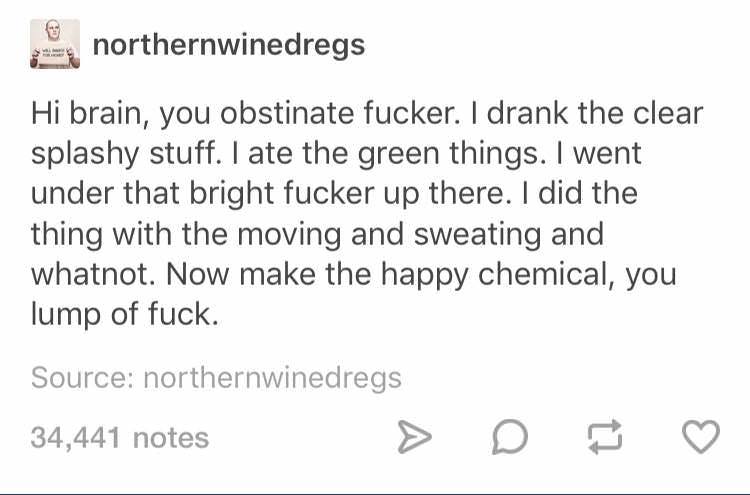 northernwinedregs
Hi brain, you obstinate fucker. I drank the clear
splashy stuff. I ate the green things. I went
under that bright fucker up there. I did the
thing with the moving and sweating and
whatnot. Now make the happy chemical, you
lump of fuck.
Source: northernwinedregs
34,441 notes